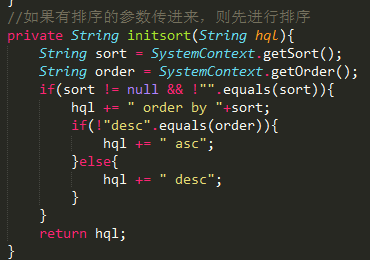 }
//如果有排序的参数传进来，则先进行排序
private String initsort(String hql){
String sort = SystemContext.getSort();
String order = SystemContext.getOrder();
if(sort != null && !"".equals(sort)){
hql += " order by "+sort;
if(!"desc".equals(order)){
hql += " asc";
}else{
hql += " desc";
}
}
return hql;
}